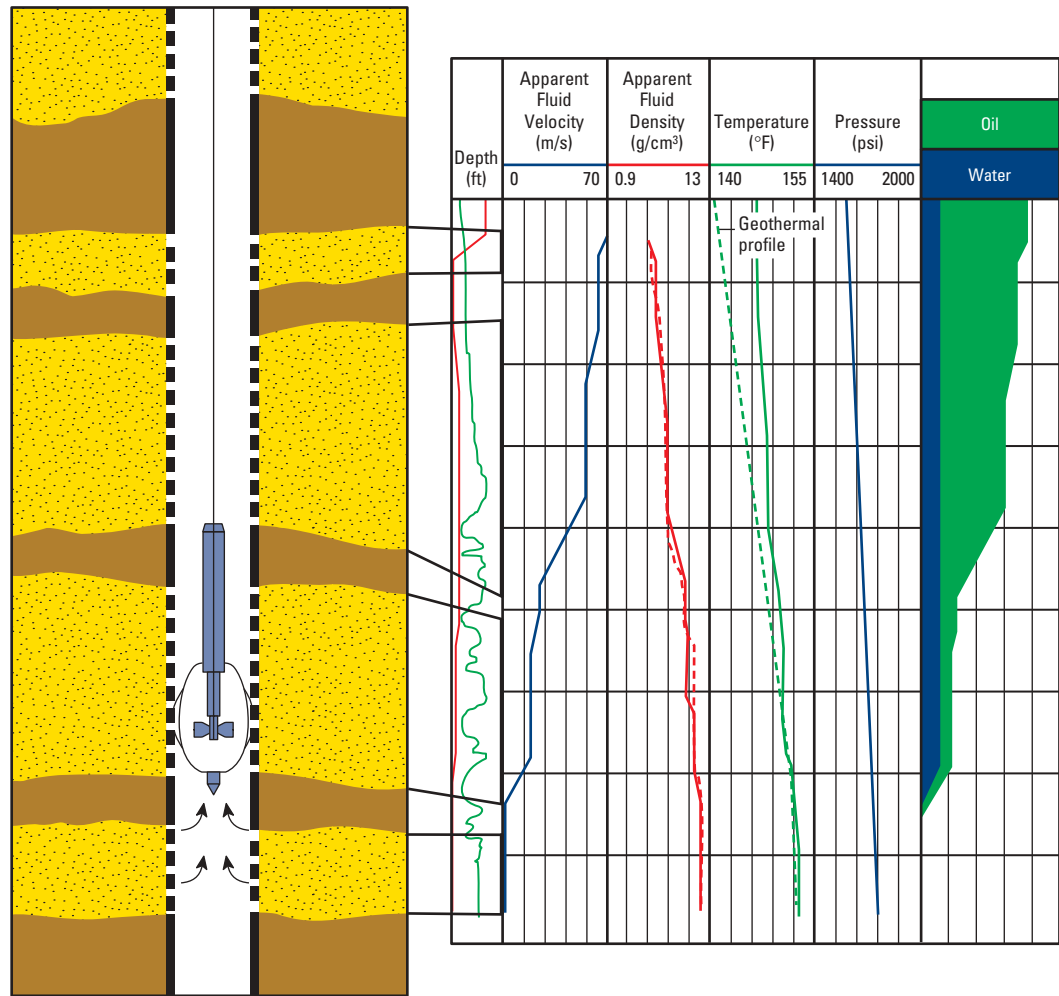 Depth
(ft)
Apparent
Fluid
Velocity
(m/s)
0 70
Apparent
Fluid
Density
(g/cm³)
0.9 13
Temperature
(°F)
140 155
Pressure
(psi)
1400 2000
Oil
Water
Geothermal
profile